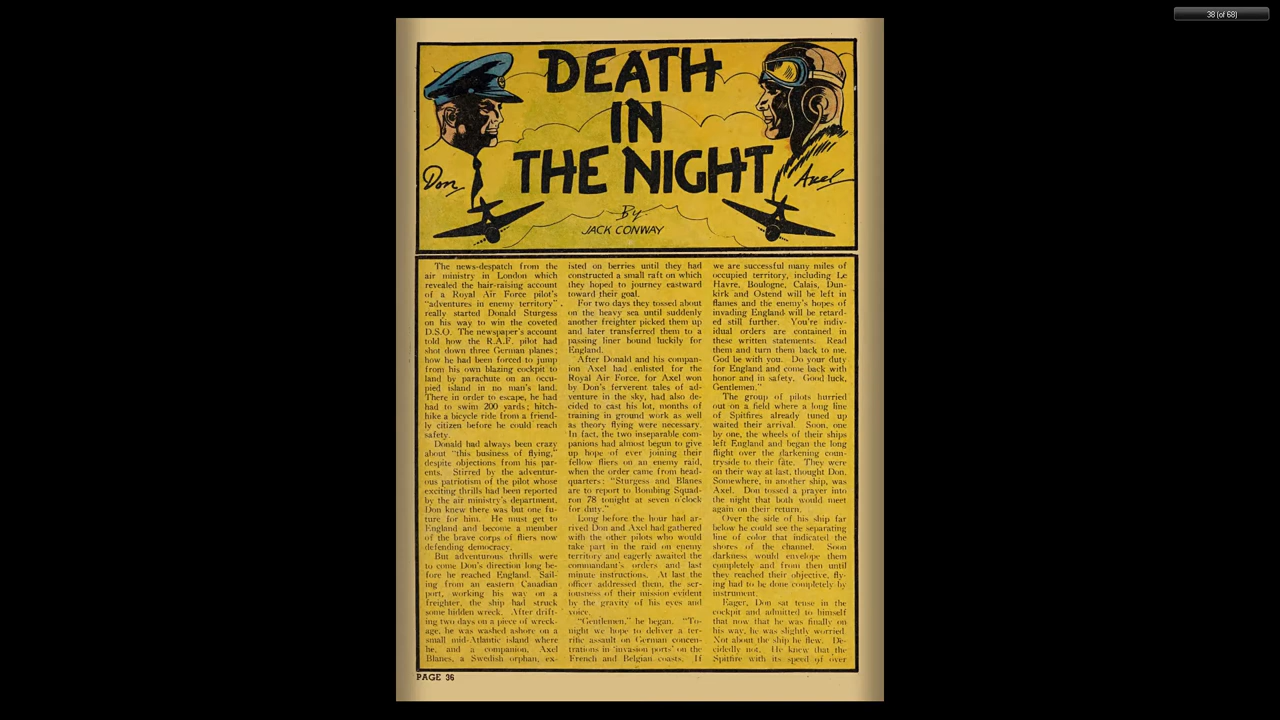 38 (of 68)
DEATH
IN
THE NIGHT
Don
Axel
By
JACK CONWAY
The news-despatch from the
air ministry in London which
revealed the hair-raising account
of a Royal Air Force pilot's
"adventures in enemy territory"
really started Donald Sturgess
on his way to win the coveted
D.S.O. The newspaper's account
told how the R.A.F. pilot had
shot down three German planes;
how he had been forced to jump
from his own blazing cockpit to
land by parachute on an occu-
pied island in no man's land.
There in order to escape, he had
had to swim 200 yards; hitch-
hike a bicycle ride from a friend-
ly citizen before he could reach
safety.
Donald had always been crazy
about "this business of flying,"
despite objections from his par-
ents. Stirred by the adventur-
ous patriotism of the pilot whose
exciting thrills had been reported
by the air ministry's department,
Don knew there was but one fu-
ture for him. He must get to
England and become a member
of the brave corps of fliers now
defending democracy.
But adventurous thrills were
to come Don's direction long be-
fore he reached England. Sail-
ing from an eastern Canadian
port, working his way on a
freighter, the ship had struck
some hidden wreck. After drift-
ing two days on a piece of wreck-
age, he was washed ashore on a
small mid-Atlantic island where
he, and a companion, Axel
Blanes, a Swedish orphan, ex-
isted on berries until they had
constructed a small raft on which
they hoped to journey eastward
toward their goal.
For two days they tossed about
on the heavy sea until suddenly
another freighter picked them up
and later transferred them to a
passing liner bound luckily for
England.
After Donald and his compan-
ion Axel had enlisted for the
Royal Air Force, for Axel won
by Don's ferverent tales of ad-
venture in the sky, had also de-
cided to cast his lot, months of
training in ground work as well
as theory flying were necessary.
In fact, the two inseparable com-
panions had almost begun to give
up hope of ever joining their
fellow fliers on an enemy raid,
when the order came from head-
quarters: "Sturgess and Blanes
are to report to Bombing Squad-
ron 78 tonight at seven o'clock
for duty."
Long before the hour had ar-
rived Don and Axel had gathered
with the other pilots who would
take part in the raid on enemy
territory and eagerly awaited the
commandant's orders and last
minute instructions. At last the
officer addressed them, the ser-
iousness of their mission evident
by the gravity of his eyes and
voice.
"Gentlemen," he began. "To-
night we hope to deliver a ter-
rific assault on German concen-
trations in 'invasion ports' on the
French and Belgian coasts. If
we are successful many miles of
occupied territory, including Le
Havre, Boulogne, Calais, Dun-
kirk and Ostend will be left in
flames and the enemy's hopes of
invading England will be retard-
ed still further. You're indiv-
idual orders are contained in
these written statements. Read
them and turn them back to me.
God be with you. Do your duty
for England and come back with
honor and in safety. Good luck,
Gentlemen."
The group of pilots hurried
out on a field where a long line
of Spitfires already tuned up
waited their arrival. Soon, one
by one, the wheels of their ships
left England and began the long
flight over the darkening coun-
tryside to their fate. They were
on their way at last, thought Don.
Somewhere, in another ship, was
Axel. Don tossed a prayer into
the night that both would meet
again on their return.
Over the side of his ship far
below he could see the separating
line of color that indicated the
shores of the channel. Soon
darkness would envelope them
completely and from then until
they reached their objective, fly-
ing had to be done completely by
instrument.
Eager, Don sat tense in the
cockpit and admitted to himself
that now that he was finally on
his way, he was slightly worried.
Not about the ship he flew. De-
cidedly not. He knew that the
Spitfire with its speed of over
PAGE 36